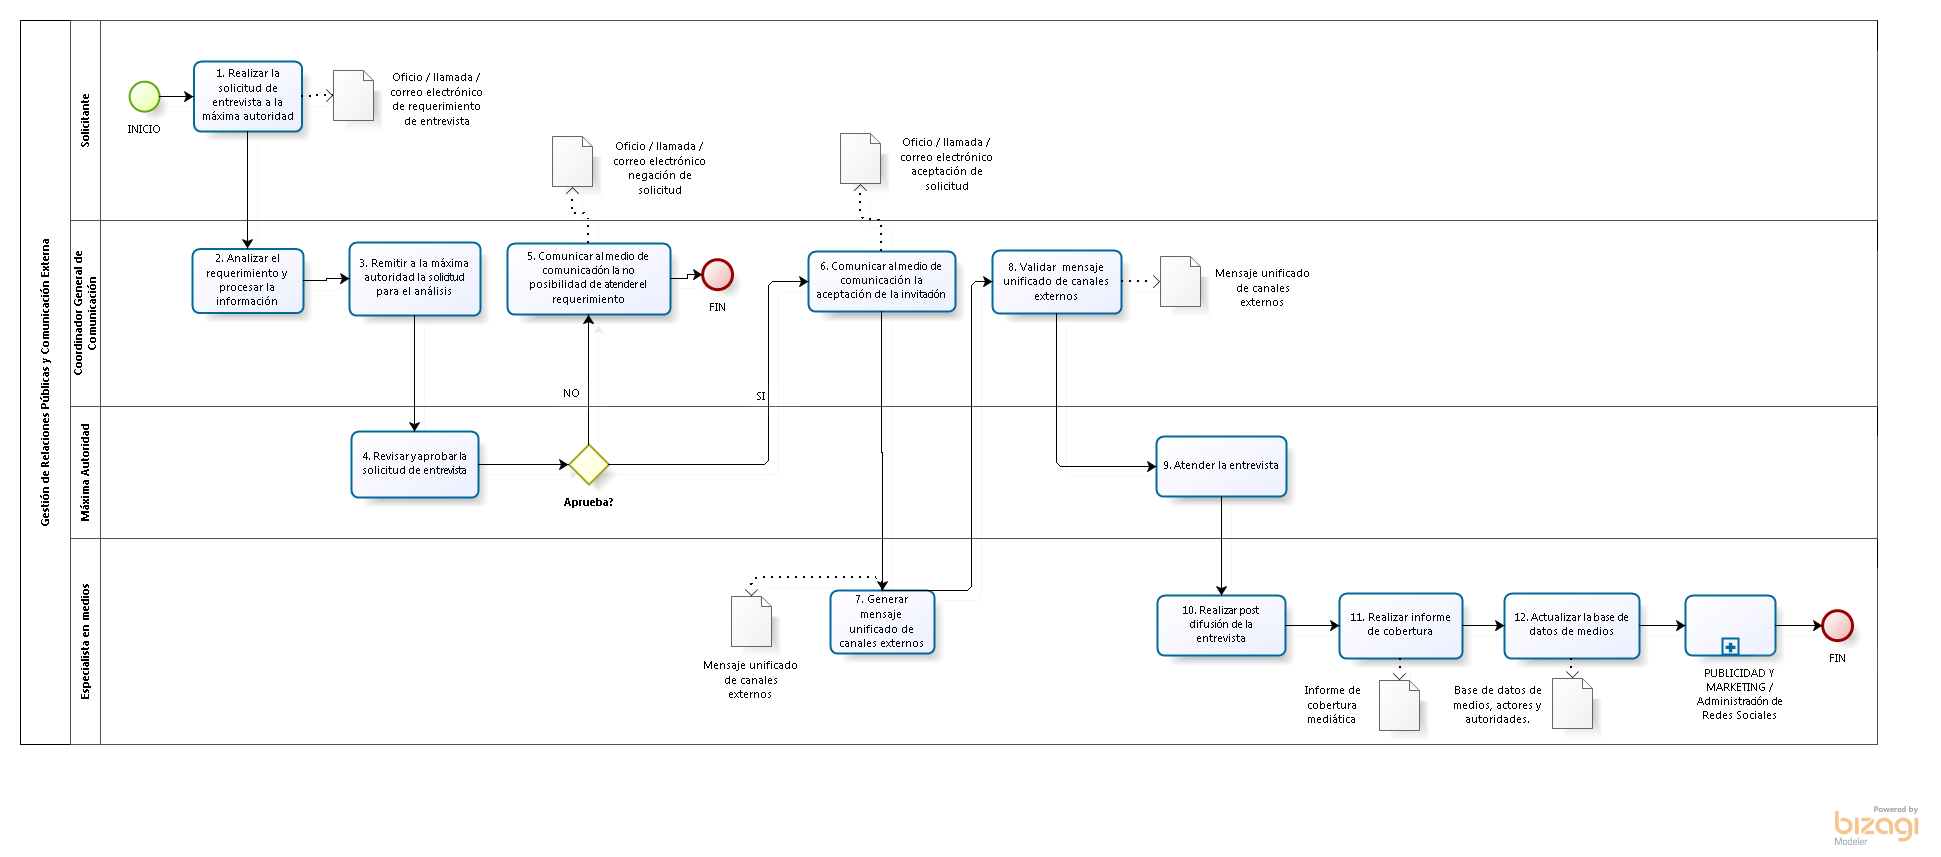 Gestión de Relaciones Públicas y Comunicación Externa
Solicitante
INICIO
1. Realizar la
solicitud de
entrevista a la
máxima autoridad
Oficio / llamada /
correo electrónico
de requerimiento
de entrevista
Oficio / llamada /
correo electrónico
negación de
solicitud
Oficio / llamada /
correo electrónico
aceptación de
solicitud
Coordinador General de
Comunicación
2. Analizar el
requerimiento y
procesar la
información
3. Remitir a la máxima
autoridad la solicitud
para el análisis
5. Comunicar al medio de
comunicación la no
posibilidad de atender el
requerimiento
FIN
6. Comunicar al medio de
comunicación la
aceptación de la invitación
8. Validar mensaje
unificado de canales
externos
Mensaje unificado
de canales
externos
NO
SI
Máxima Autoridad
4. Revisar y aprobar la
solicitud de entrevista
Aprueba?
9. Atender la entrevista
Especialista en medios
Mensaje unificado
de canales
externos
7. Generar
mensaje
unificado de
canales externos
10. Realizar post
difusión de la
entrevista
11. Realizar informe
de cobertura
Informe de
cobertura
mediática
12. Actualizar la base
de datos de medios
Base de datos de
medios, actores y
autoridades.
PUBLICIDAD Y
MARKETING /
Administración de
Redes Sociales
FIN
Powered by
bizagi
Modeler